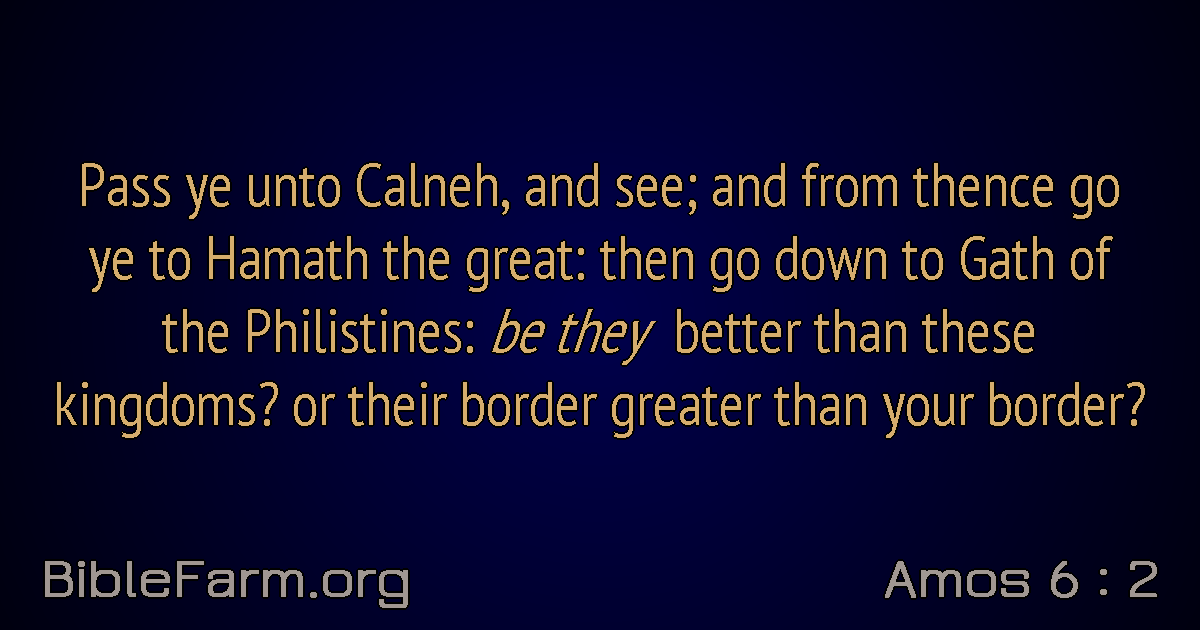 Pass ye unto Calneh, and see; and from thence go
ye to Hamath the great: then go down to Gath of
the Philistines: be they better than these
kingdoms? or their border greater than your border?
BibleFarm.org
Amos 6 : 2